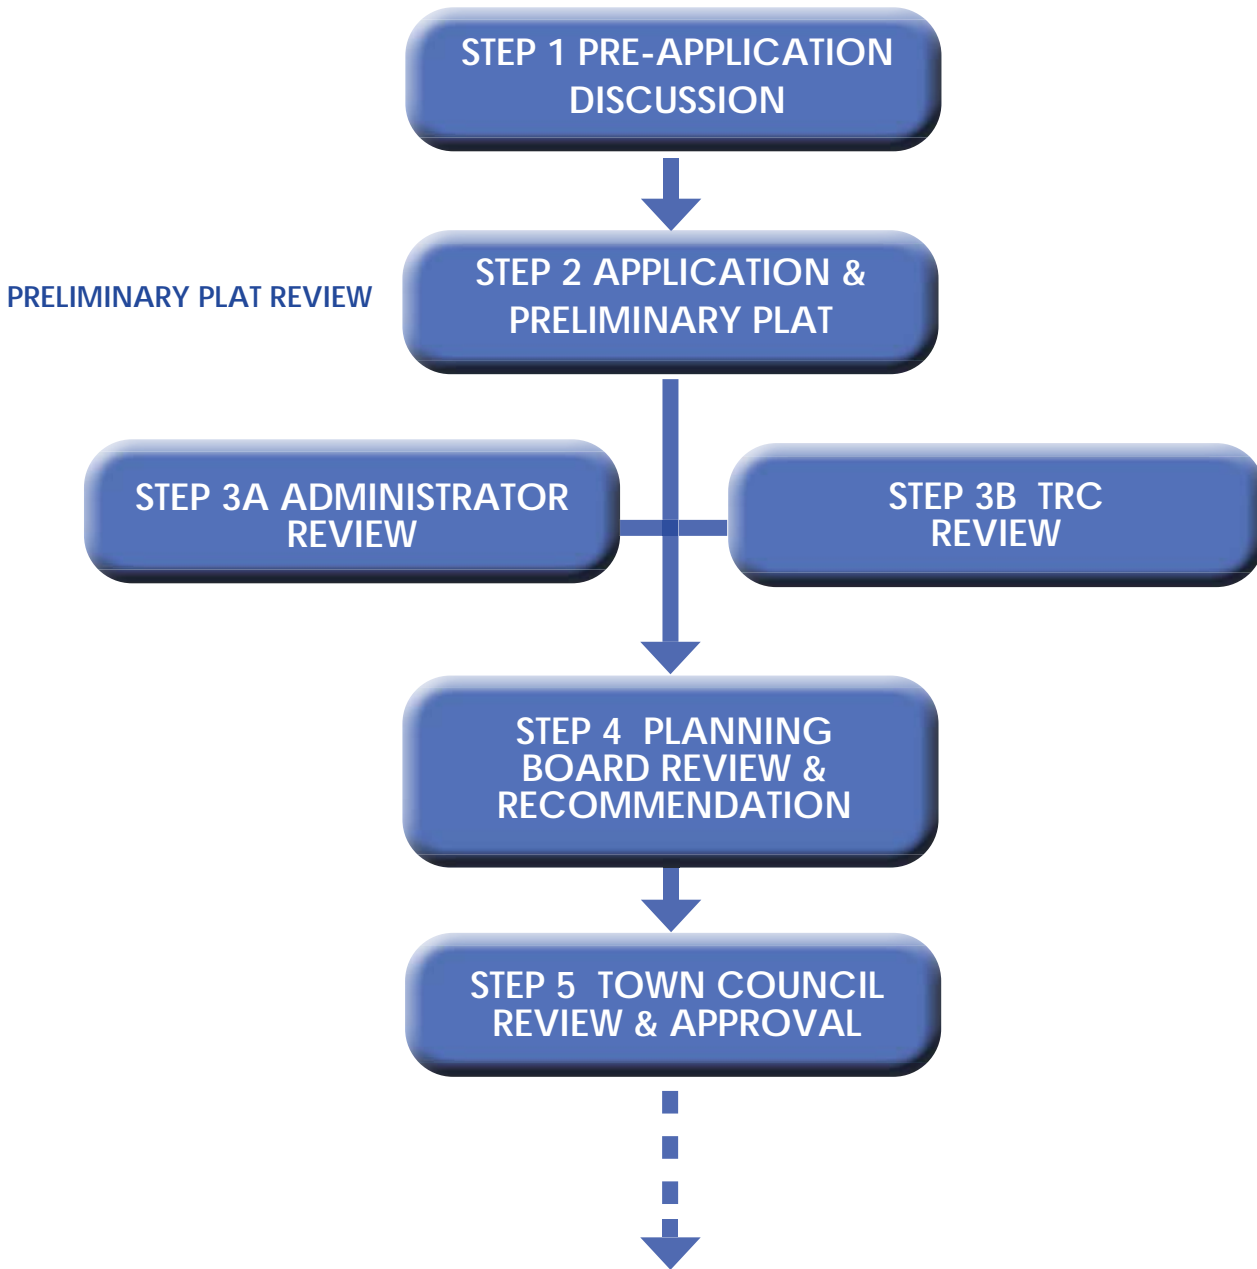 STEP 1 PRE-APPLICATION
DISCUSSION
PRELIMINARY PLAT REVIEW
STEP 2 APPLICATION &
PRELIMINARY PLAT
STEP 3A ADMINISTRATOR
REVIEW
STEP 3B TRC
REVIEW
STEP 4 PLANNING
BOARD REVIEW &
RECOMMENDATION
STEP 5 TOWN COUNCIL
REVIEW & APPROVAL